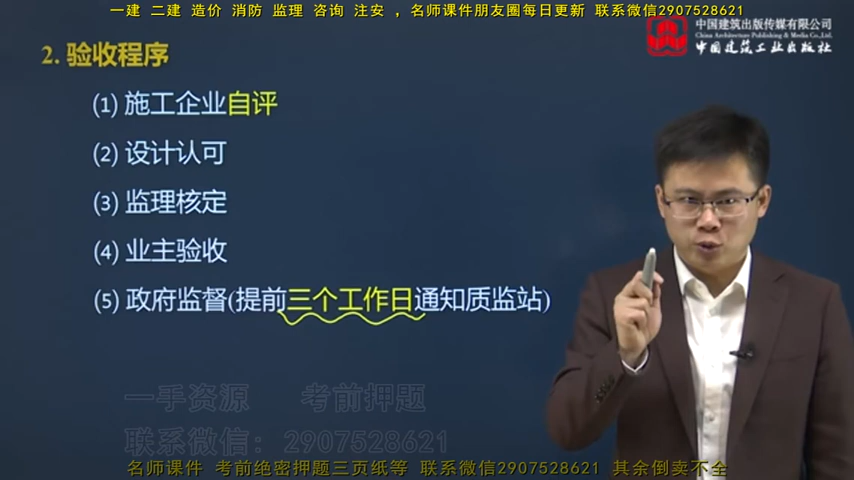 一建 二建 造价 消防 监理 咨询 注安 ，名师课件朋友圈每日更新 联系微信2907528621
中国建筑出版传媒有限公司
China Architecture Publishing & Media Co.,Ltd.
中国建筑工业出版社
2. 验收程序
(1) 施工企业自评
(2) 设计认可
(3) 监理核定
(4) 业主验收
(5) 政府监督(提前三个工作日通知质监站)
一手资源 考前押题
联系微信：2907528621
名师课件 考前绝密押题三页纸等 联系微信2907528621 其余倒卖不全